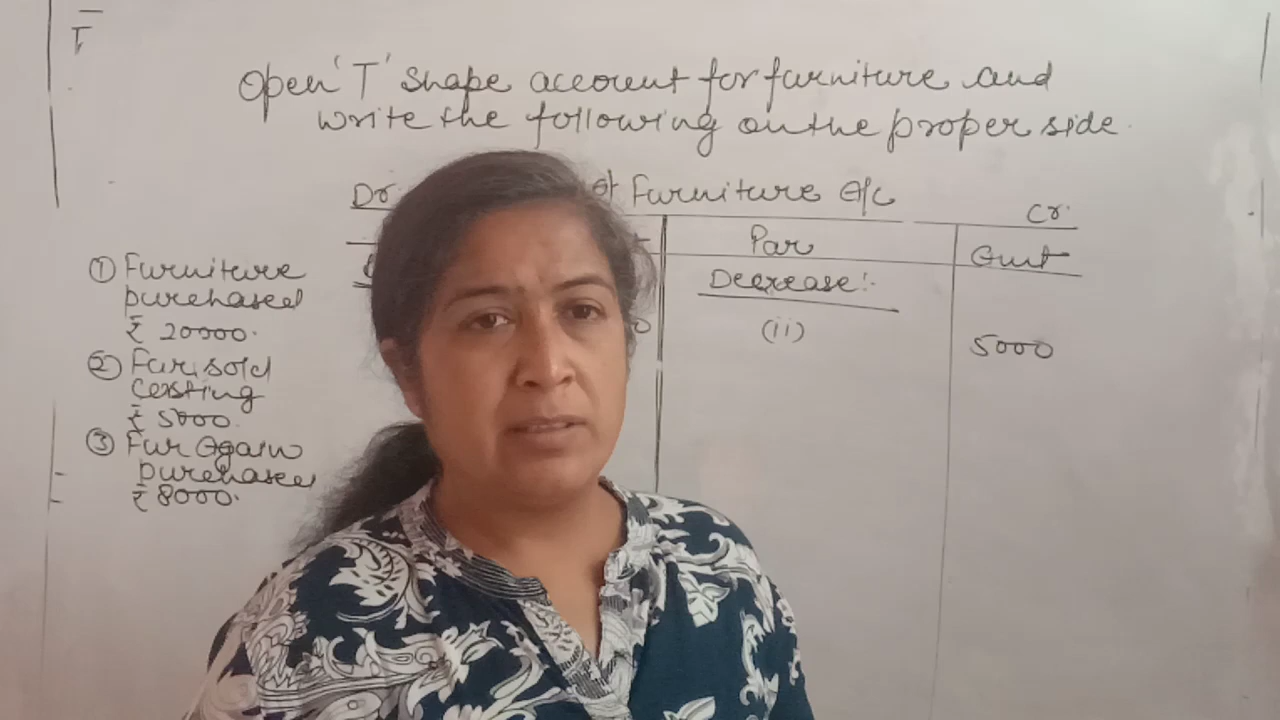 Open 'T' shape account for furniture and
write the following on the proper side.
Dr of Furniture A/c Cr.
Par Amt
Decrease:-
(ii) 5000
① Furniture
purchased
₹ 20000.
② Fur. sold
Costing
₹ 5000.
③ Fur Again
purchased
₹ 8000.